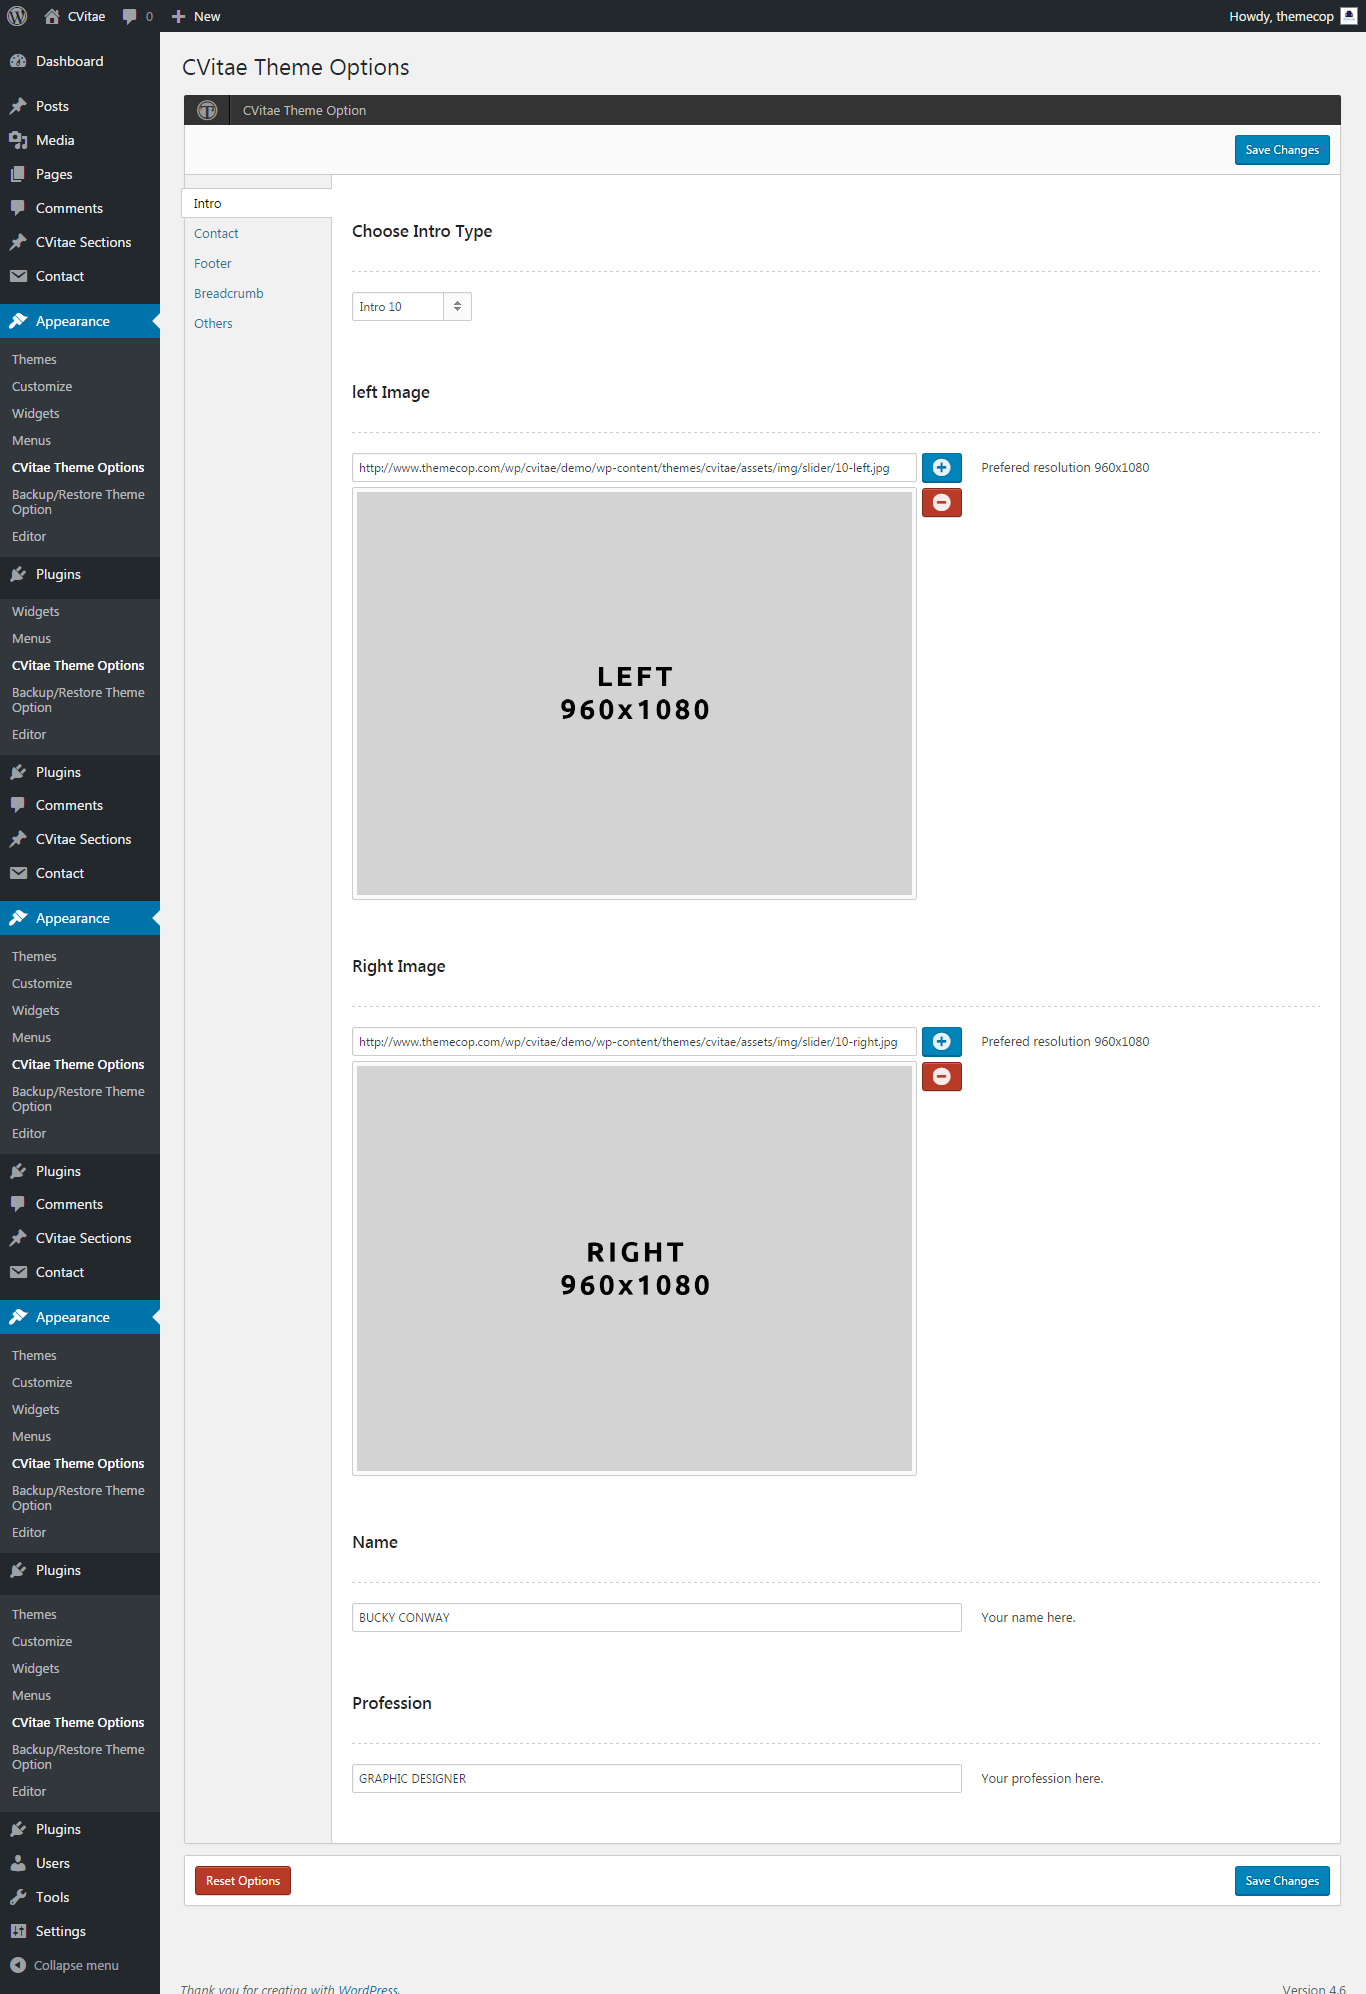 CVitae
0
New
Howdy, themecop
Dashboard
Posts
Media
Pages
Comments
CVitae Sections
Contact
Appearance
Themes
Customize
Widgets
Menus
CVitae Theme Options
Backup/Restore Theme
Option
Editor
Plugins
Widgets
Menus
CVitae Theme Options
Backup/Restore Theme
Option
Editor
Plugins
Comments
CVitae Sections
Contact
Appearance
Themes
Customize
Widgets
Menus
CVitae Theme Options
Backup/Restore Theme
Option
Editor
Plugins
Comments
CVitae Sections
Contact
Appearance
Themes
Customize
Widgets
Menus
CVitae Theme Options
Backup/Restore Theme
Option
Editor
Plugins
Themes
Customize
Widgets
Menus
CVitae Theme Options
Backup/Restore Theme
Option
Editor
Plugins
Users
Tools
Settings
Collapse menu
CVitae Theme Options
CVitae Theme Option
Save Changes
Intro
Contact
Footer
Breadcrumb
Others
Choose Intro Type
Intro 10
left Image
http://www.themecop.com/wp/cvitae/demo/wp-content/themes/cvitae/assets/img/slider/10-left.jpg
Prefered resolution 960x1080
LEFT
960x1080
Right Image
http://www.themecop.com/wp/cvitae/demo/wp-content/themes/cvitae/assets/img/slider/10-right.jpg
Prefered resolution 960x1080
RIGHT
960x1080
Name
BUCKY CONWAY
Your name here.
Profession
GRAPHIC DESIGNER
Your profession here.
Reset Options
Save Changes
Thank you for creating with WordPress.
Version 4.6